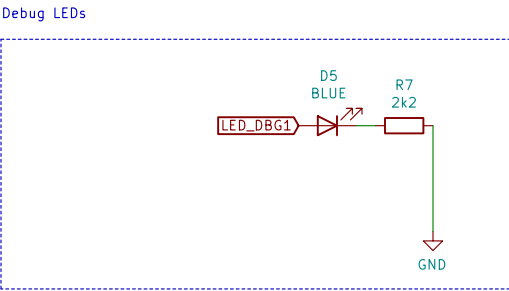 Debug LEDs
D5
BLUE
R7
2k2
LED_DBG1
GND